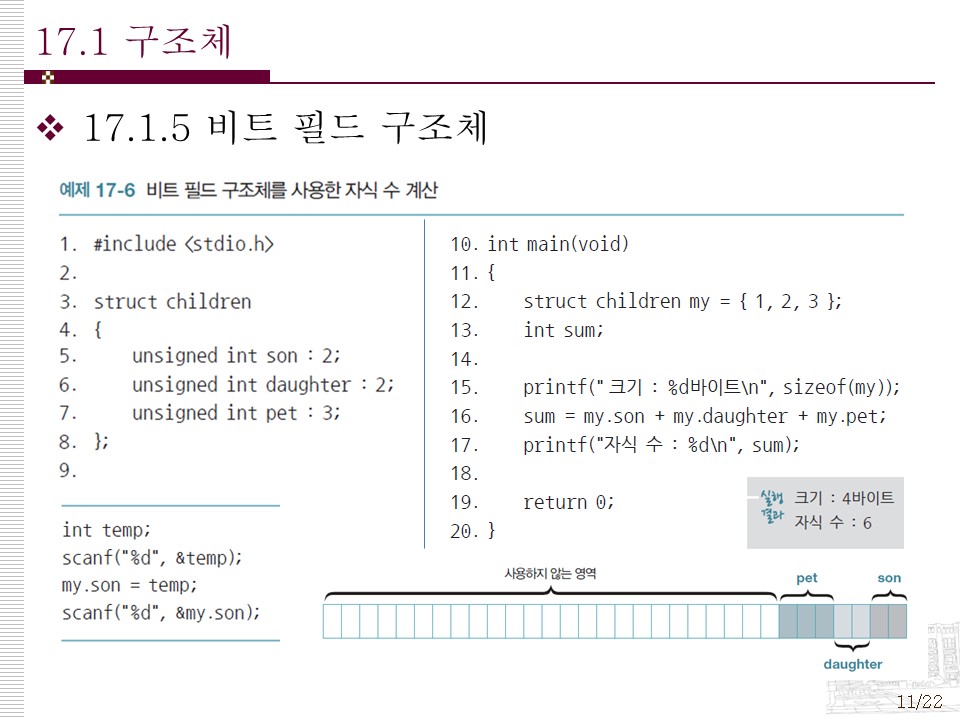 17.1 구조체
❖ 17.1.5 비트 필드 구조체
예제 17-6 비트 필드 구조체를 사용한 자식 수 계산
1. #include <stdio.h>
2.
3. struct children
4. {
5. unsigned int son : 2;
6. unsigned int daughter : 2;
7. unsigned int pet : 3;
8. };
9.
int temp;
scanf("%d", &temp);
my.son = temp;
scanf("%d", &my.son);
10. int main(void)
11. {
12. struct children my = { 1, 2, 3 };
13. int sum;
14.
15. printf(" 크기 : %d바이트\n", sizeof(my));
16. sum = my.son + my.daughter + my.pet;
17. printf("자식 수 : %d\n", sum);
18.
19. return 0;
20. }
실행
결과
크기 : 4바이트
자식 수 : 6
사용하지 않는 영역
pet
son
daughter
11/22